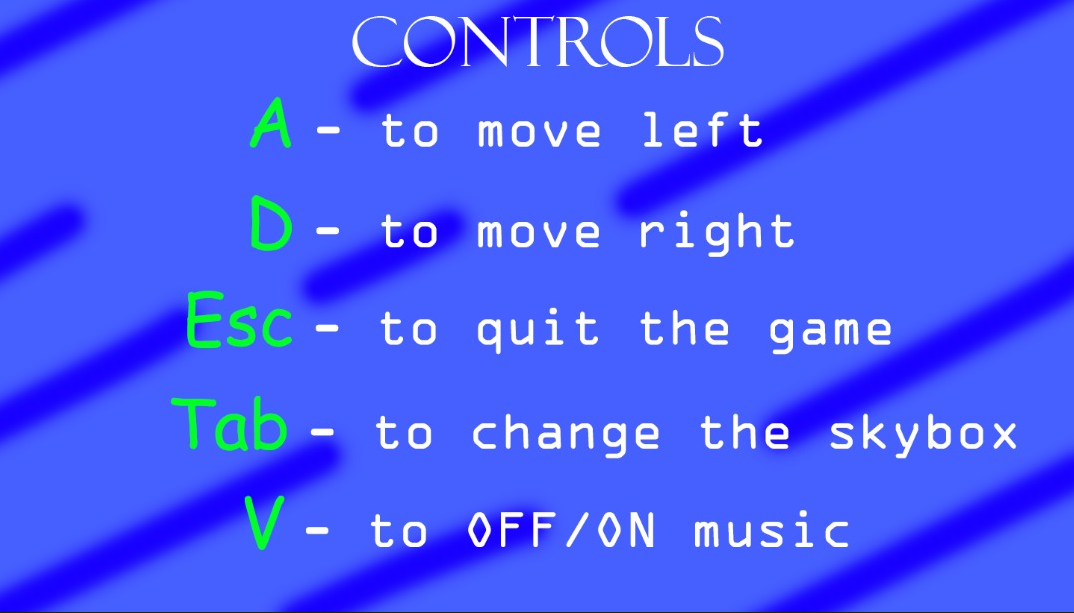 CONTROLS
A - to move left
D - to move right
Esc - to quit the game
Tab - to change the skybox
V - to OFF/ON music